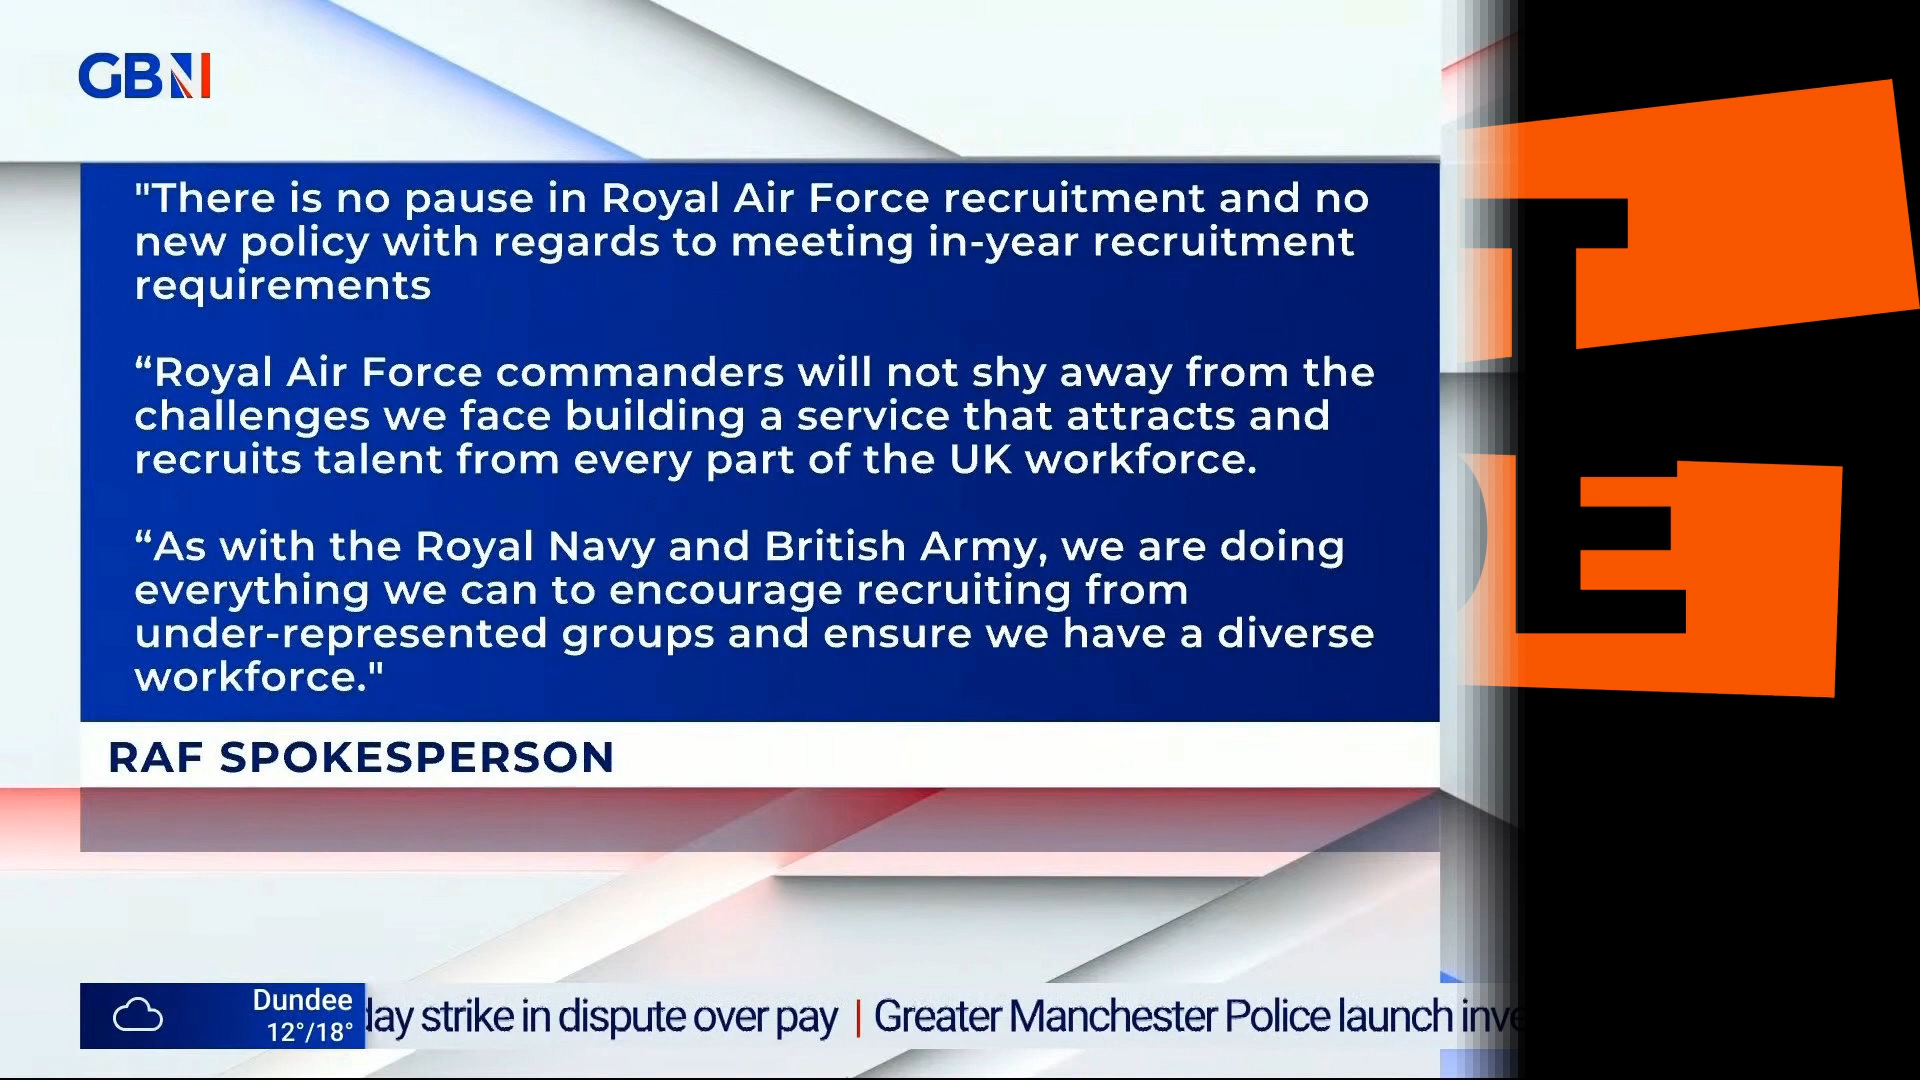 GBN
"There is no pause in Royal Air Force recruitment and no
new policy with regards to meeting in-year recruitment
requirements
“Royal Air Force commanders will not shy away from the
challenges we face building a service that attracts and
recruits talent from every part of the UK workforce.
“As with the Royal Navy and British Army, we are doing
everything we can to encourage recruiting from
under-represented groups and ensure we have a diverse
workforce."
RAF SPOKESPERSON
T
E
Dundee
12°/18°
day strike in dispute over pay | Greater Manchester Police launch inve